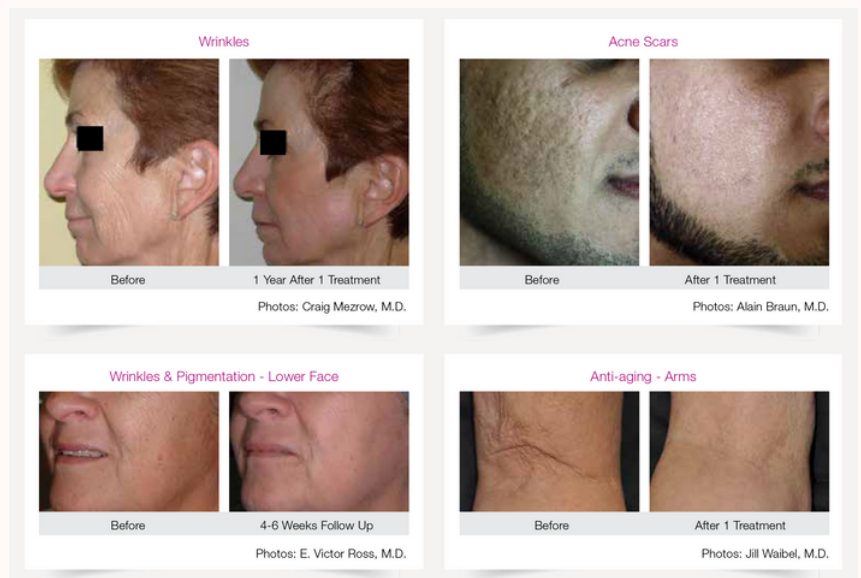 Wrinkles
Before
1 Year After 1 Treatment
Photos: Craig Mezrow, M.D.
Acne Scars
Before
After 1 Treatment
Photos: Alain Braun, M.D.
Wrinkles & Pigmentation - Lower Face
Before
4-6 Weeks Follow Up
Photos: E. Victor Ross, M.D.
Anti-aging - Arms
Before
After 1 Treatment
Photos: Jill Waibel, M.D.